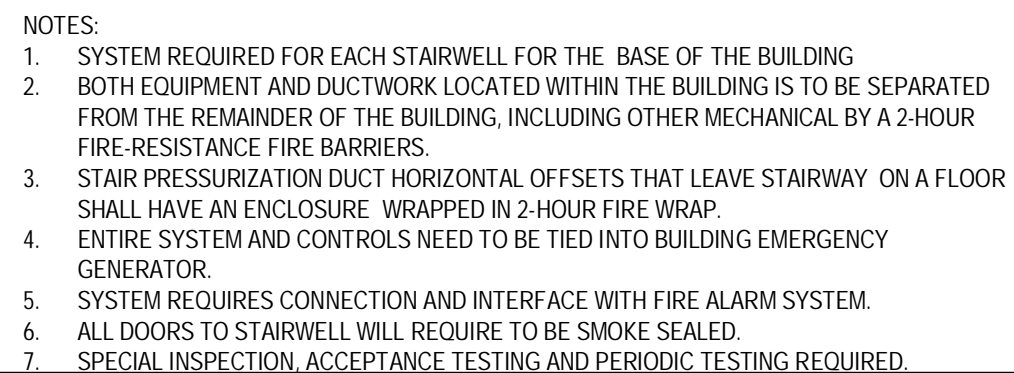 NOTES:
1. SYSTEM REQUIRED FOR EACH STAIRWELL FOR THE BASE OF THE BUILDING
2. BOTH EQUIPMENT AND DUCTWORK LOCATED WITHIN THE BUILDING IS TO BE SEPARATED
FROM THE REMAINDER OF THE BUILDING, INCLUDING OTHER MECHANICAL BY A 2-HOUR
FIRE-RESISTANCE FIRE BARRIERS.
3. STAIR PRESSURIZATION DUCT HORIZONTAL OFFSETS THAT LEAVE STAIRWAY ON A FLOOR
SHALL HAVE AN ENCLOSURE WRAPPED IN 2-HOUR FIRE WRAP.
4. ENTIRE SYSTEM AND CONTROLS NEED TO BE TIED INTO BUILDING EMERGENCY
GENERATOR.
5. SYSTEM REQUIRES CONNECTION AND INTERFACE WITH FIRE ALARM SYSTEM.
6. ALL DOORS TO STAIRWELL WILL REQUIRE TO BE SMOKE SEALED.
7. SPECIAL INSPECTION, ACCEPTANCE TESTING AND PERIODIC TESTING REQUIRED.